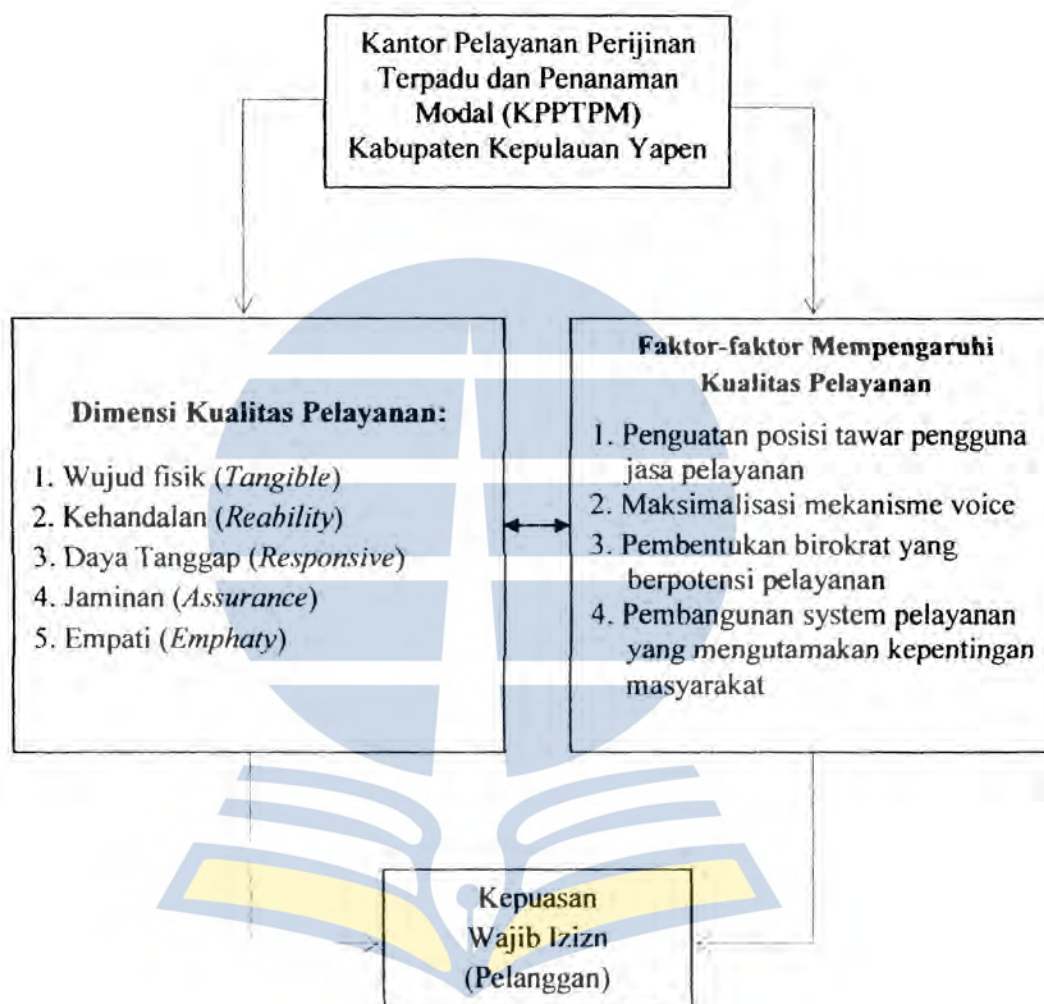 Kantor Pelayanan Perijinan
Terpadu dan Penanaman
Modal (KPPTPM)
Kabupaten Kepulauan Yapen
Dimensi Kualitas Pelayanan:
1. Wujud fisik (Tangible)
2. Kehandalan (Reability)
3. Daya Tanggap (Responsive)
4. Jaminan (Assurance)
5. Empati (Emphaty)
Faktor-faktor Mempengaruhi
Kualitas Pelayanan
1. Penguatan posisi tawar pengguna
jasa pelayanan
2. Maksimalisasi mekanisme voice
3. Pembentukan birokrat yang
berpotensi pelayanan
4. Pembangunan system pelayanan
yang mengutamakan kepentingan
masyarakat
Kepuasan
Wajib Izizn
(Pelanggan)